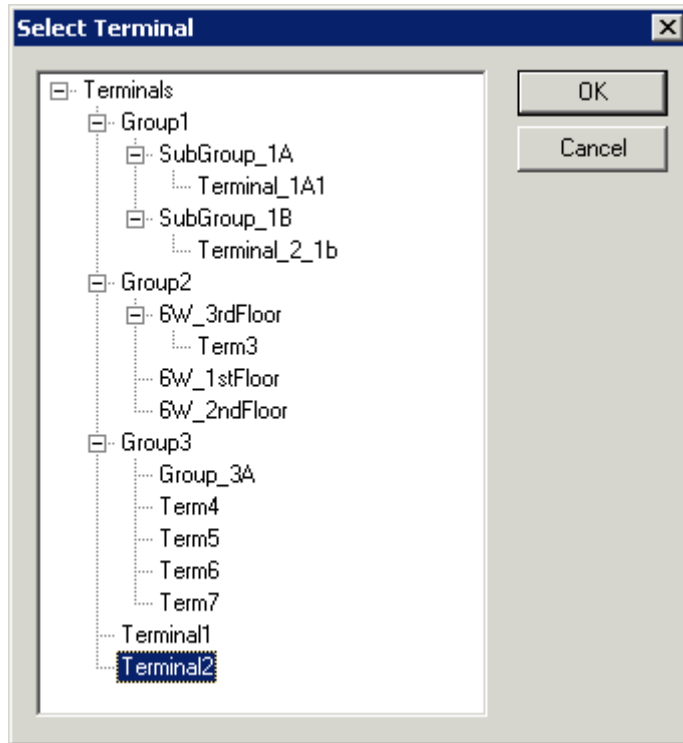 Select Terminal
Terminals
Group1
SubGroup_1A
Terminal_1A1
SubGroup_1B
Terminal_2_1b
Group2
6W_3rdFloor
Term3
6W_1stFloor
6W_2ndFloor
Group3
Group_3A
Term4
Term5
Term6
Term7
Terminal1
Terminal2
OK
Cancel